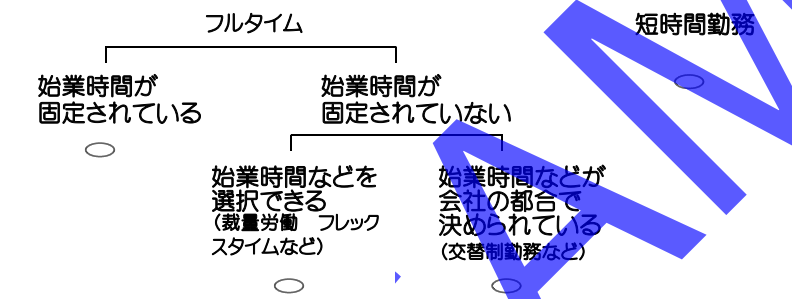 フルタイム
短時間勤務
始業時間が
固定されている
始業時間が
固定されていない
始業時間などを
選択できる
（裁量労働　フレック
スタイムなど）
始業時間などが
会社の都合で
決められている
（交替制勤務など）